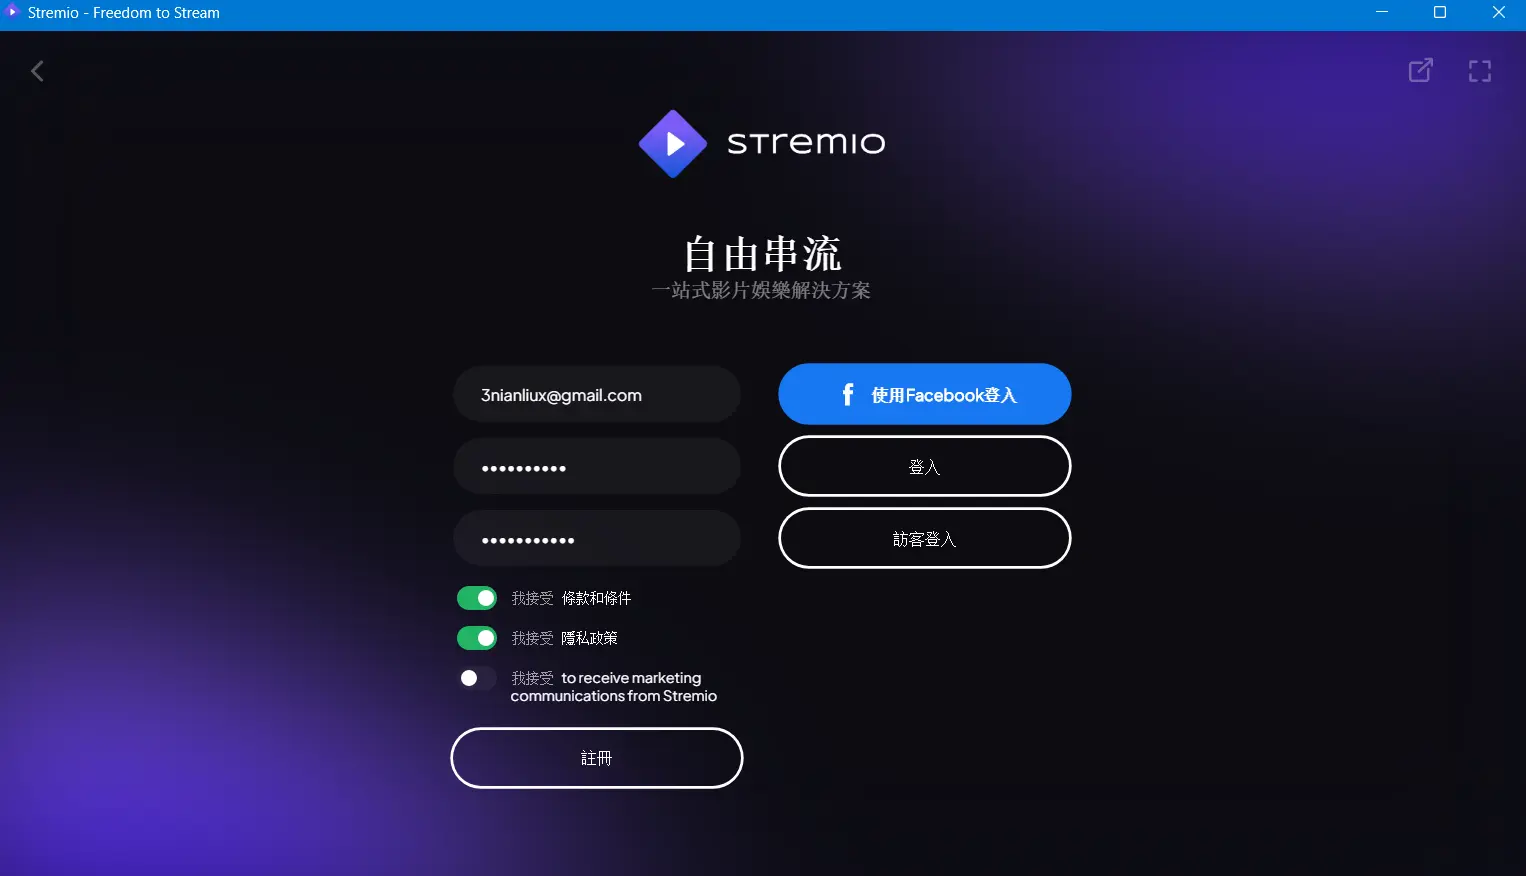 Stremio - Freedom to Stream
STREMIO
自由串流
一站式影片娛樂解決方案
3nianliux@gmail.com
••••••••••
•••••••••••
我接受 條款和條件
我接受 隱私政策
我接受 to receive marketing
communications from Stremio
註冊
使用Facebook登入
登入
訪客登入